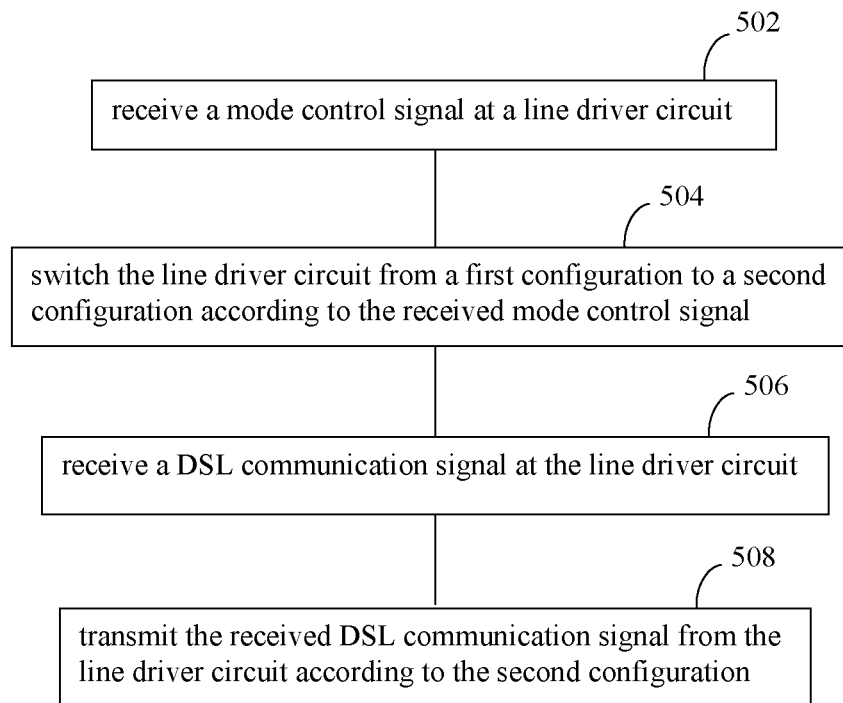 502
receive a mode control signal at a line driver circuit
504
switch the line driver circuit from a first configuration to a second
configuration according to the received mode control signal
506
receive a DSL communication signal at the line driver circuit
508
transmit the received DSL communication signal from the
line driver circuit according to the second configuration